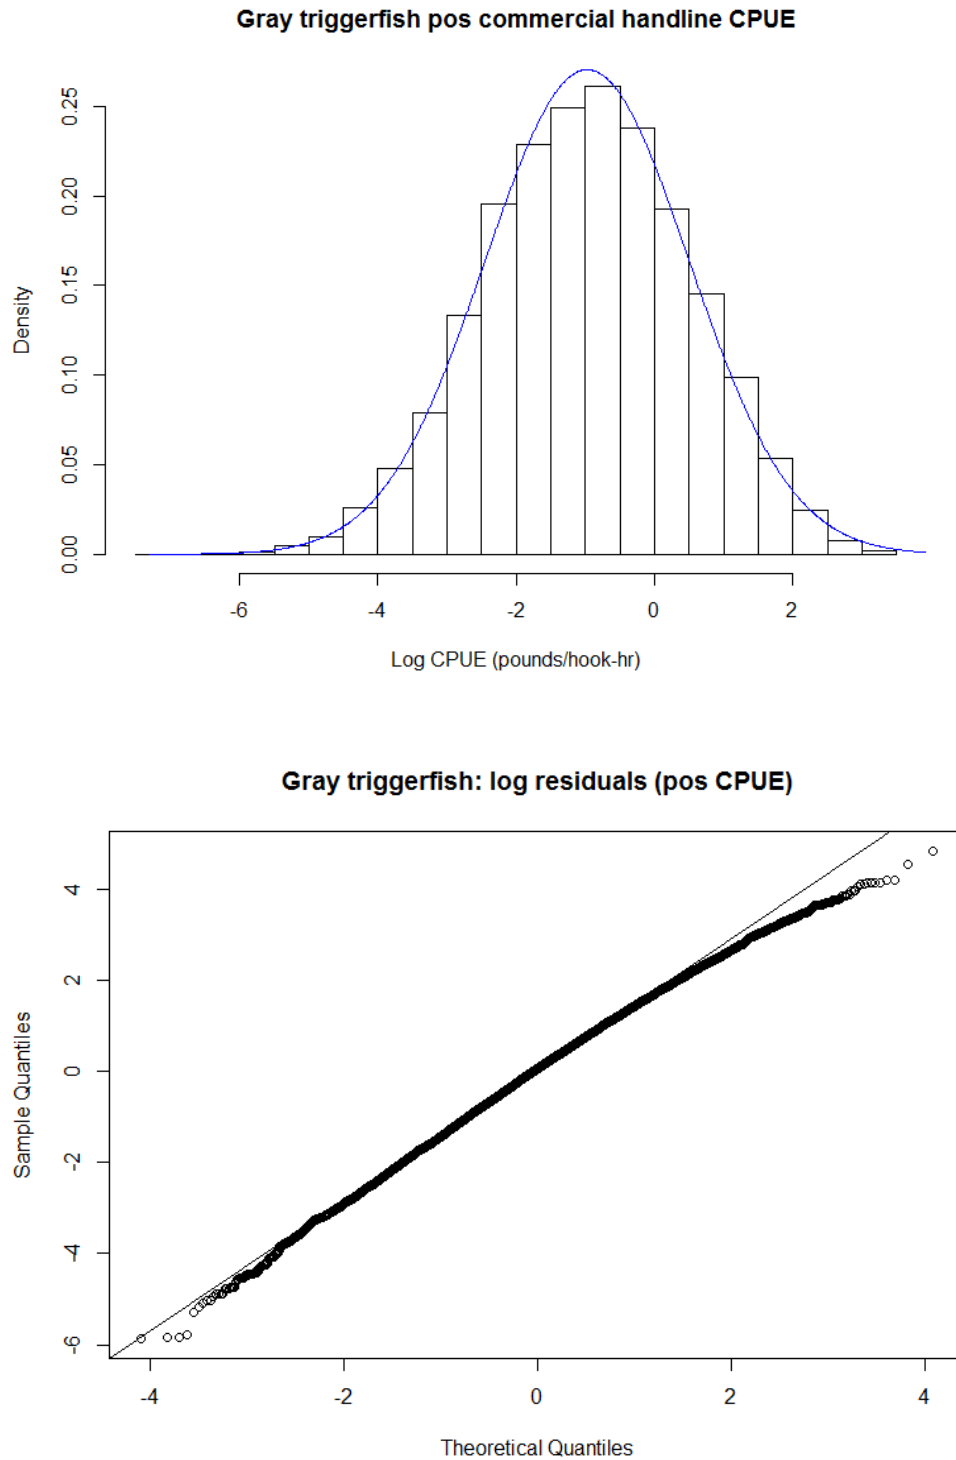 Gray triggerfish pos commercial handline CPUE
0.25
0.20
0.15
0.10
0.05
0.00
Density
-6 -4 -2 0 2
Log CPUE (pounds/hook-hr)
Gray triggerfish: log residuals (pos CPUE)
4
2
0
-2
-4
-6
Sample Quantiles
-4 -2 0 2 4
Theoretical Quantiles